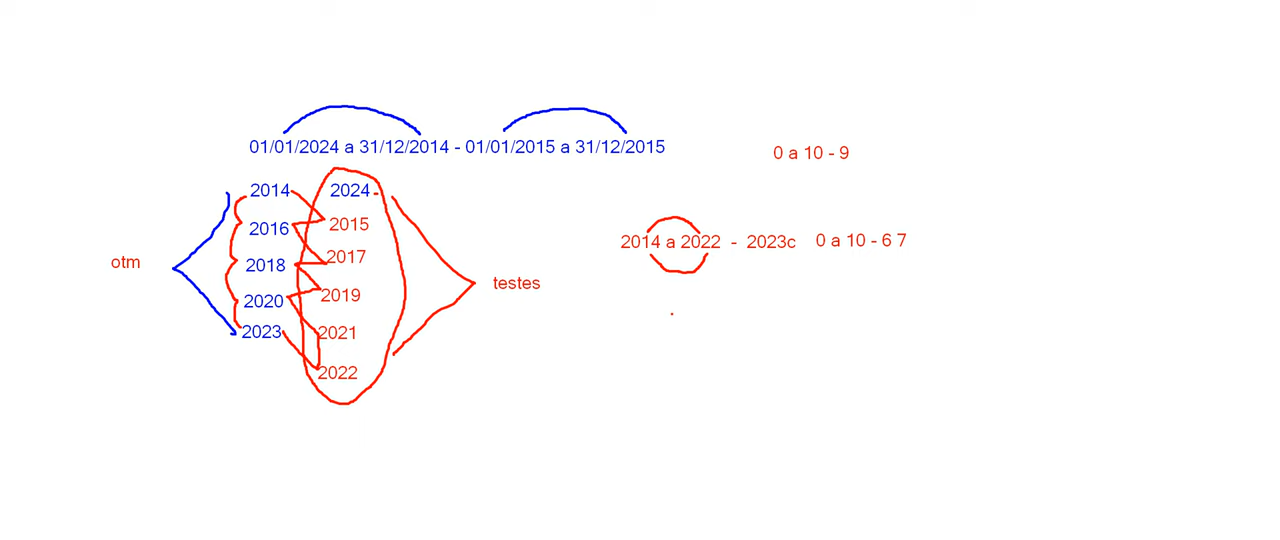 01/01/2024 a 31/12/2014 - 01/01/2015 a 31/12/2015
0 a 10 - 9
2014
2024 -
2016
2015
2014 a 2022 - 2023c
0 a 10 - 6 7
otm
2018
2017
testes
2020
2019
2023
2021
2022